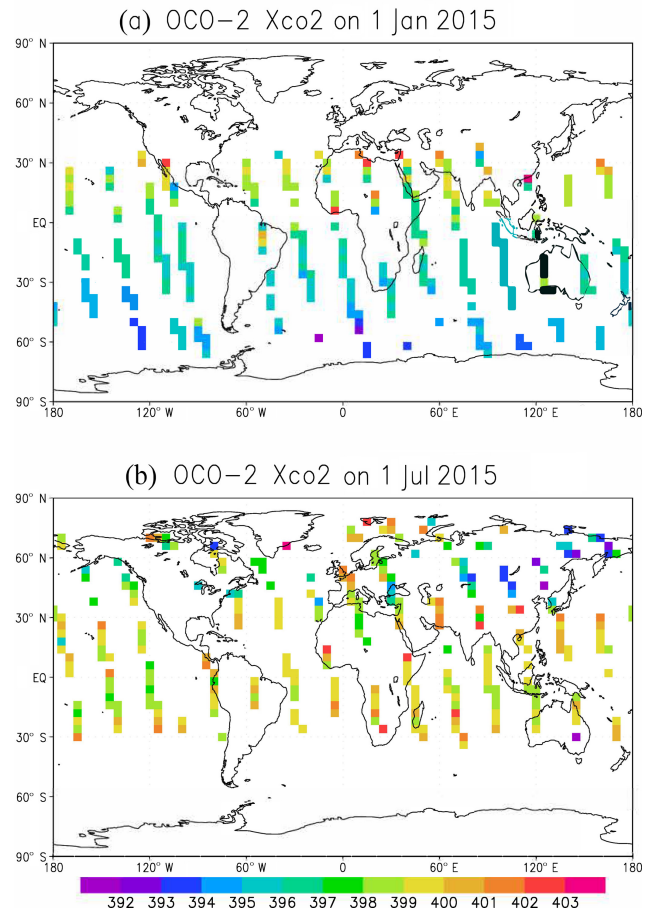 (a) OCO-2 Xco2 on 1 Jan 2015
90° N
60° N
30° N
EQ
30° S
60° S
90° S
180 120° W 60° W 0 60° E 120° E 180
(b) OCO-2 Xco2 on 1 Jul 2015
90° N
60° N
30° N
EQ
30° S
60° S
90° S
180 120° W 60° W 0 60° E 120° E 180
392 393 394 395 396 397 398 399 400 401 402 403